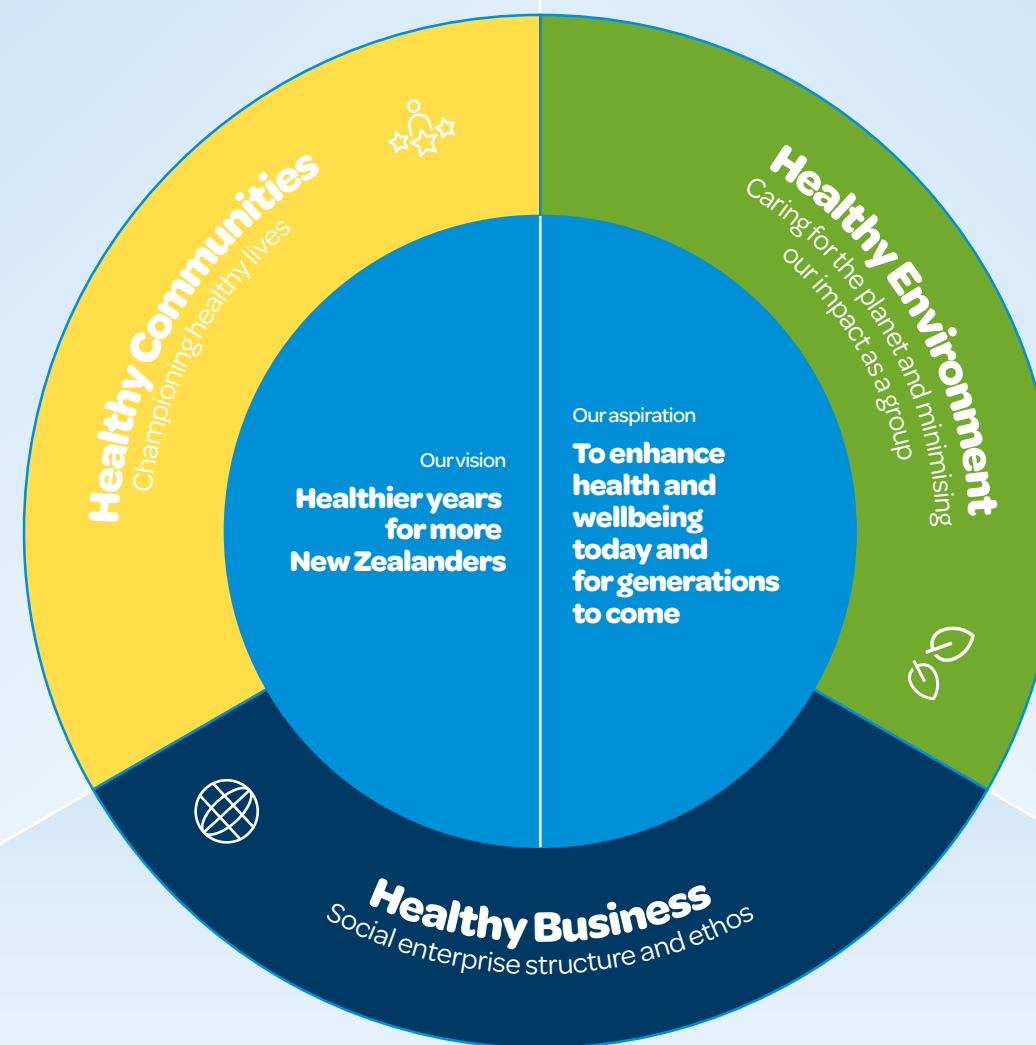 Healthy Communities
Championing healthy lives
Healthy Environment
Caring for the planet and minimising
our impact as a group
Our vision
Healthier years
for more
New Zealanders
Our aspiration
To enhance
health and
wellbeing
today and
for generations
to come
Healthy Business
Social enterprise structure and ethos